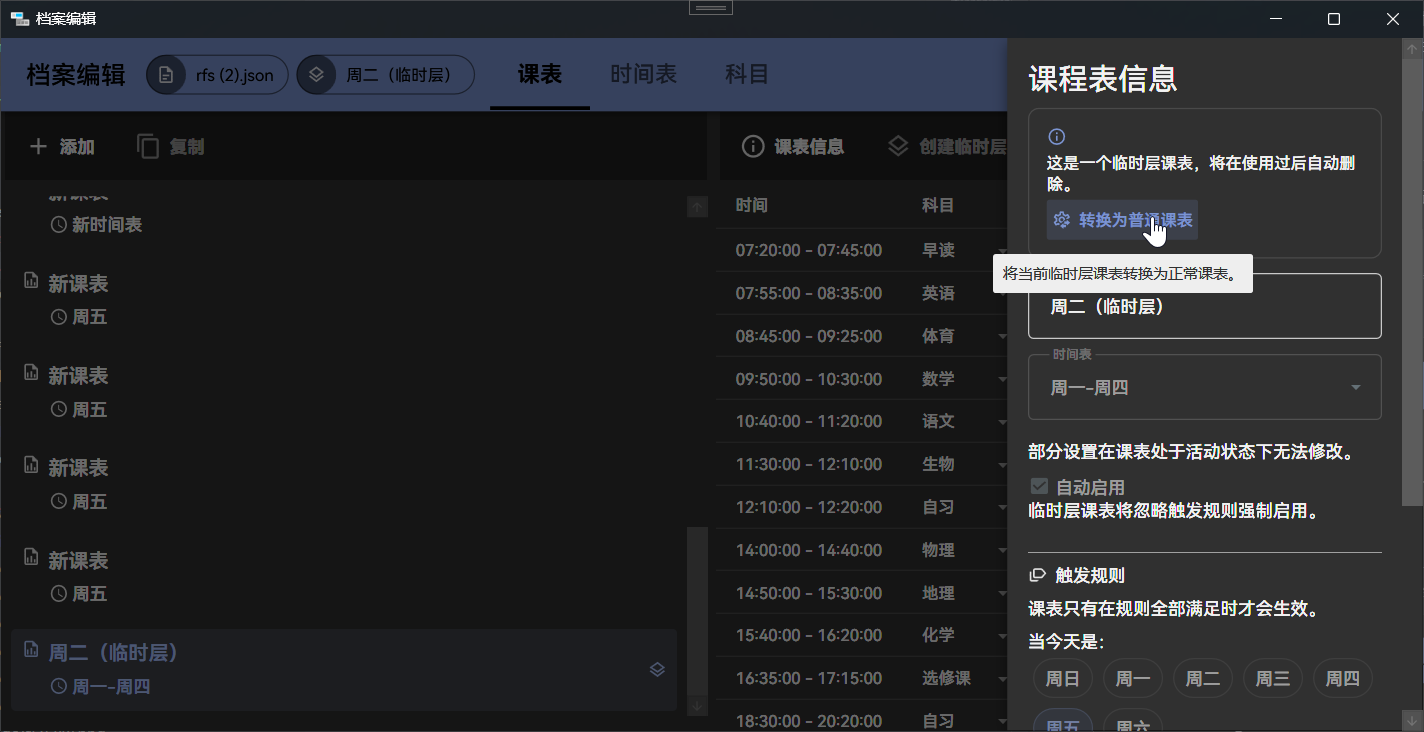 档案编辑
档案编辑
rfs (2).json
周二（临时层）
课表
时间表
科目
添加
复制
新课表
新时间表
新课表
周五
新课表
周五
新课表
周五
新课表
周五
周二（临时层）
周一-周四
课表信息
创建临时层
时间 科目
07:20:00 - 07:45:00 早读
07:55:00 - 08:35:00 英语
08:45:00 - 09:25:00 体育
09:50:00 - 10:30:00 数学
10:40:00 - 11:20:00 语文
11:30:00 - 12:10:00 生物
12:10:00 - 12:20:00 自习
14:00:00 - 14:40:00 物理
14:50:00 - 15:30:00 地理
15:40:00 - 16:20:00 化学
16:35:00 - 17:15:00 选修课
18:30:00 - 20:20:00 自习
课程表信息
这是一个临时层课表，将在使用过后自动删
除。
转换为普通课表
将当前临时层课表转换为正常课表。
周二（临时层）
时间表
周一-周四
部分设置在课表处于活动状态下无法修改。
自动启用
临时层课表将忽略触发规则强制启用。
触发规则
课表只有在规则全部满足时才会生效。
当今天是:
周日 周一 周二 周三 周四
周五 周六